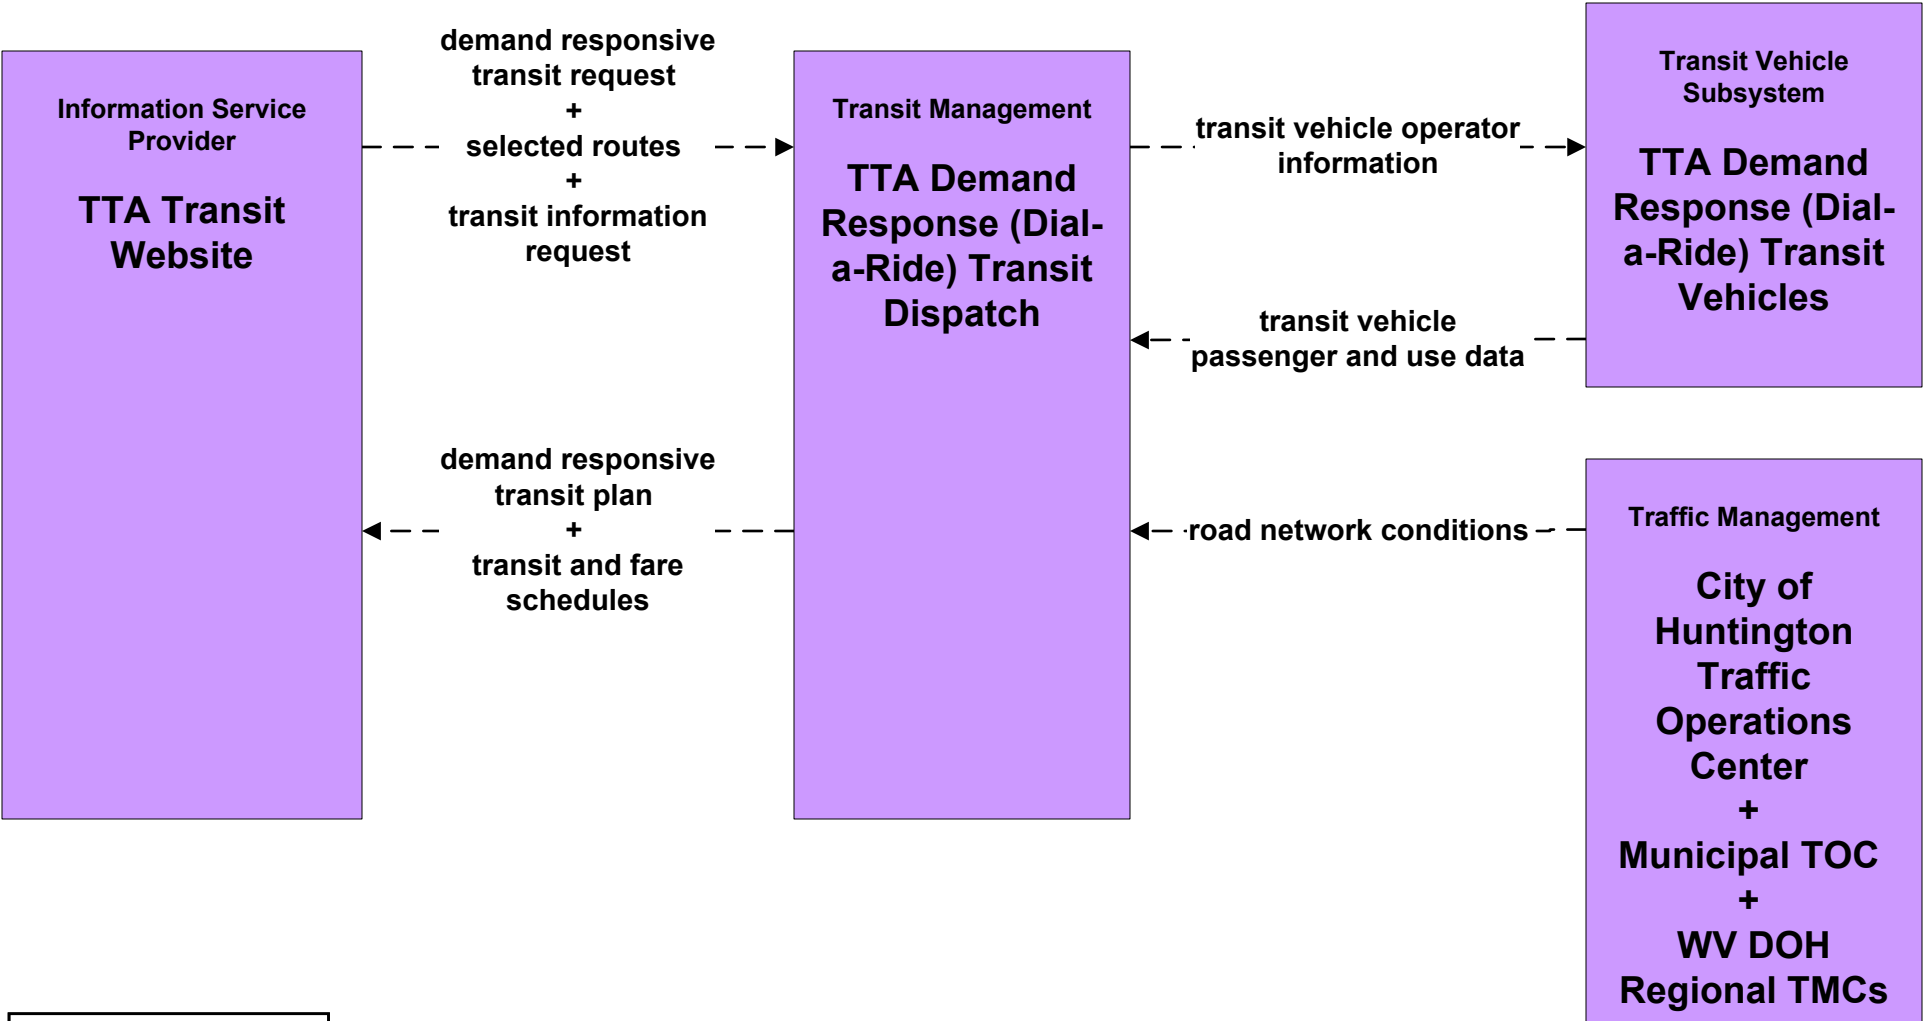 Information Service
Provider
TTA Transit
Website
demand responsive
transit request
+
selected routes
+
transit information
request
demand responsive
transit plan
+
transit and fare
schedules
Transit Management
TTA Demand
Response (Dial-
a-Ride) Transit
Dispatch
transit vehicle operator
information
transit vehicle
passenger and use data
road network conditions
Transit Vehicle
Subsystem
TTA Demand
Response (Dial-
a-Ride) Transit
Vehicles
Traffic Management
City of
Huntington
Traffic
Operations
Center
+
Municipal TOC
+
WV DOH
Regional TMCs